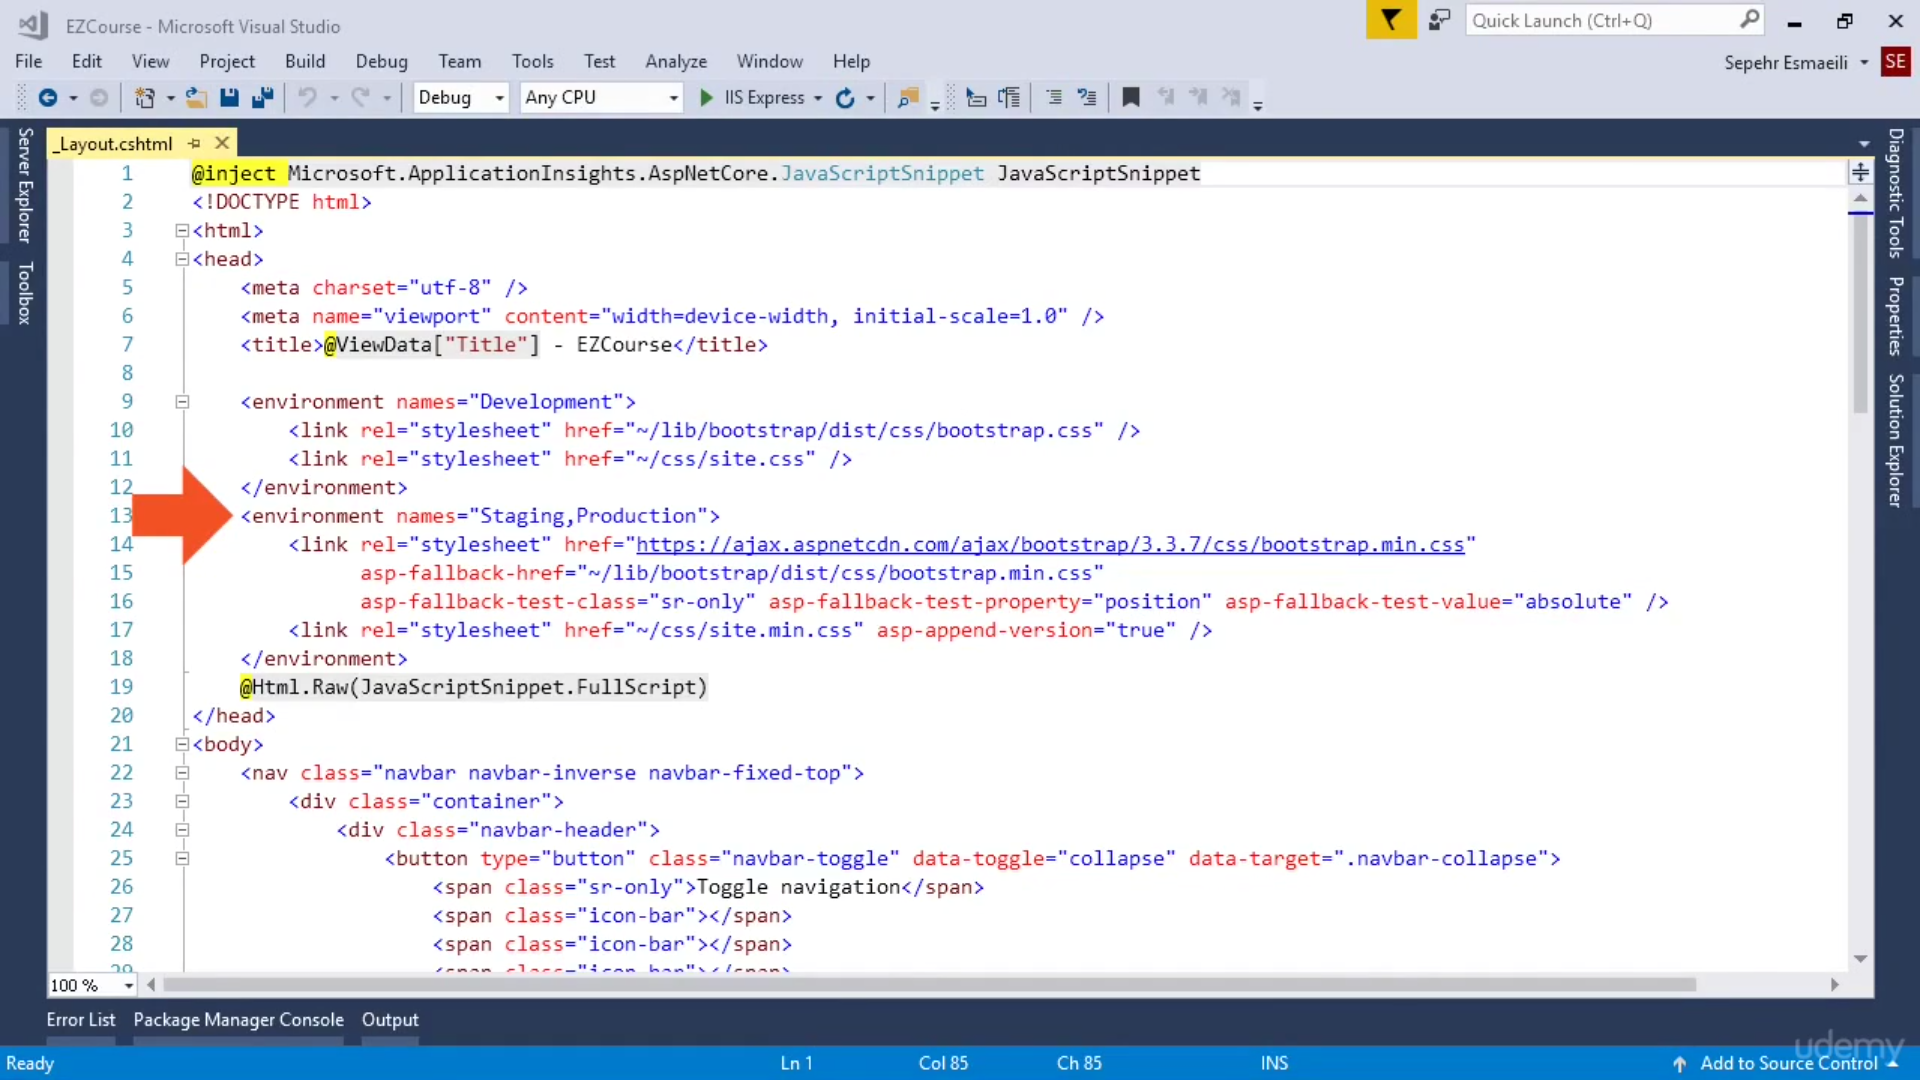 EZCourse - Microsoft Visual Studio
Quick Launch (Ctrl+Q)
File Edit View Project Build Debug Team Tools Test Analyze Window Help
Sepehr Esmaeili SE
Debug Any CPU IIS Express
Server Explorer
Toolbox
_Layout.cshtml
1 @inject Microsoft.ApplicationInsights.AspNetCore.JavaScriptSnippet JavaScriptSnippet
2 <!DOCTYPE html>
3 <html>
4 <head>
5 <meta charset="utf-8" />
6 <meta name="viewport" content="width=device-width, initial-scale=1.0" />
7 <title>@ViewData["Title"] - EZCourse</title>
8
9 <environment names="Development">
10 <link rel="stylesheet" href="~/lib/bootstrap/dist/css/bootstrap.css" />
11 <link rel="stylesheet" href="~/css/site.css" />
12 </environment>
13 <environment names="Staging,Production">
14 <link rel="stylesheet" href="https://ajax.aspnetcdn.com/ajax/bootstrap/3.3.7/css/bootstrap.min.css"
15 asp-fallback-href="~/lib/bootstrap/dist/css/bootstrap.min.css"
16 asp-fallback-test-class="sr-only" asp-fallback-test-property="position" asp-fallback-test-value="absolute" />
17 <link rel="stylesheet" href="~/css/site.min.css" asp-append-version="true" />
18 </environment>
19 @Html.Raw(JavaScriptSnippet.FullScript)
20 </head>
21 <body>
22 <nav class="navbar navbar-inverse navbar-fixed-top">
23 <div class="container">
24 <div class="navbar-header">
25 <button type="button" class="navbar-toggle" data-toggle="collapse" data-target=".navbar-collapse">
26 <span class="sr-only">Toggle navigation</span>
27 <span class="icon-bar"></span>
28 <span class="icon-bar"></span>
29 <span class="icon-bar"></span>
Diagnostic Tools
Properties
Solution Explorer
100 %
Error List Package Manager Console Output
Ready Ln 1 Col 85 Ch 85 INS Add to Source Control
udemy